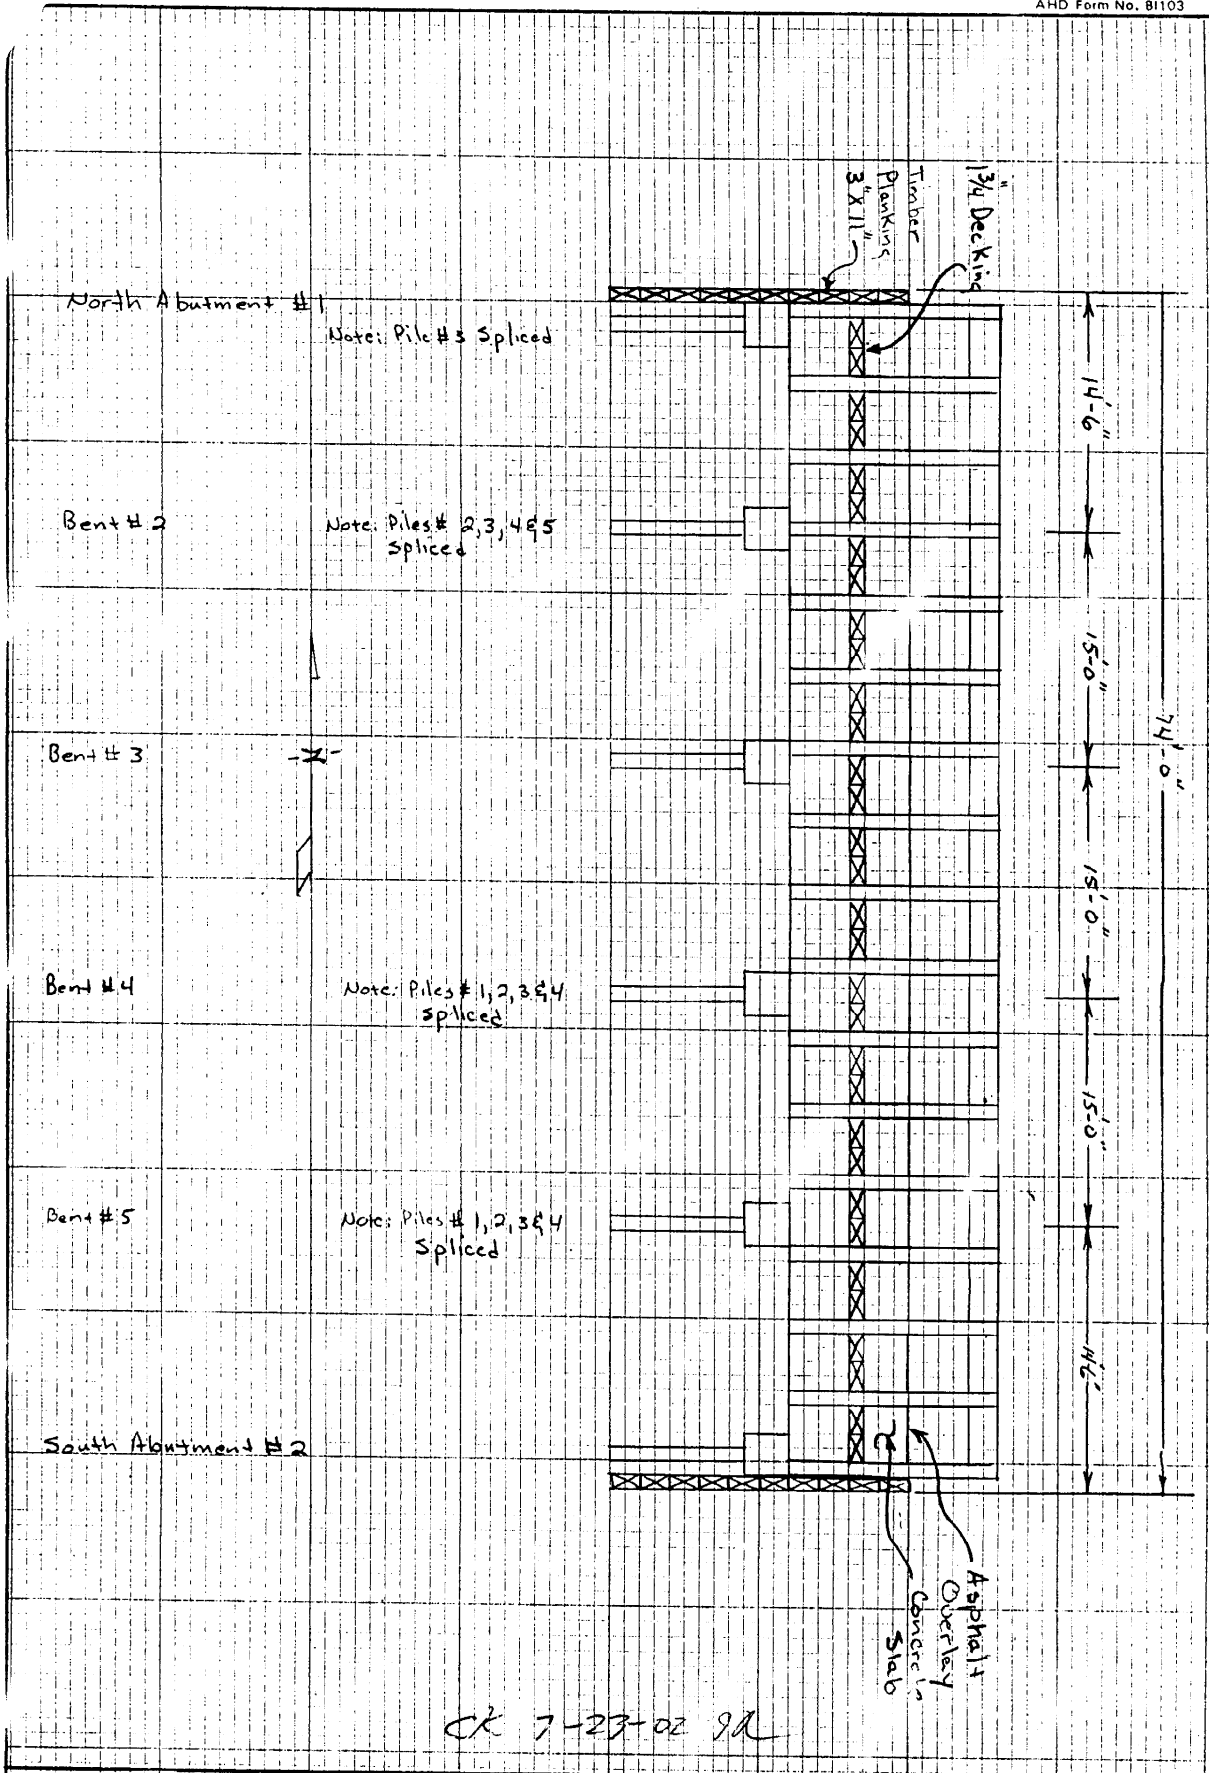 AHD Form No. B1103
1¾" Decking
Timber
Planking
3" X 11"
North Abutment #1
Note: Pile #3 Spliced
14'-6"
Bent #2
Note: Piles # 2,3,4 & 5
Spliced
15'-0"
74'-0"
Bent #3
-Z-
15'-0"
Bent #4
Note: Piles # 1,2,3 & 4
Spliced
15'-0"
Bent #5
Note: Piles # 1,2,3 & 4
Spliced
14'6"
South Abutment #2
Asphalt
Overlay
Concrete
Slab
CK 7-23-02